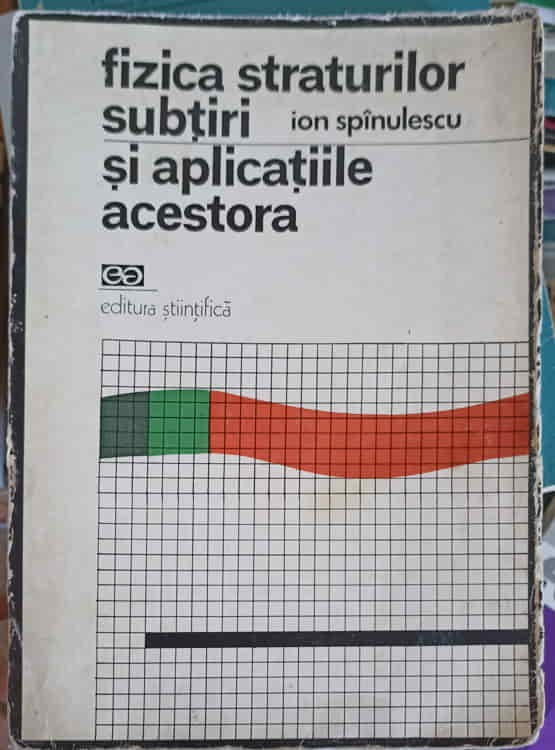 fizica straturilor
subțiri ion spînulescu
și aplicațiile
acestora
editura științifică